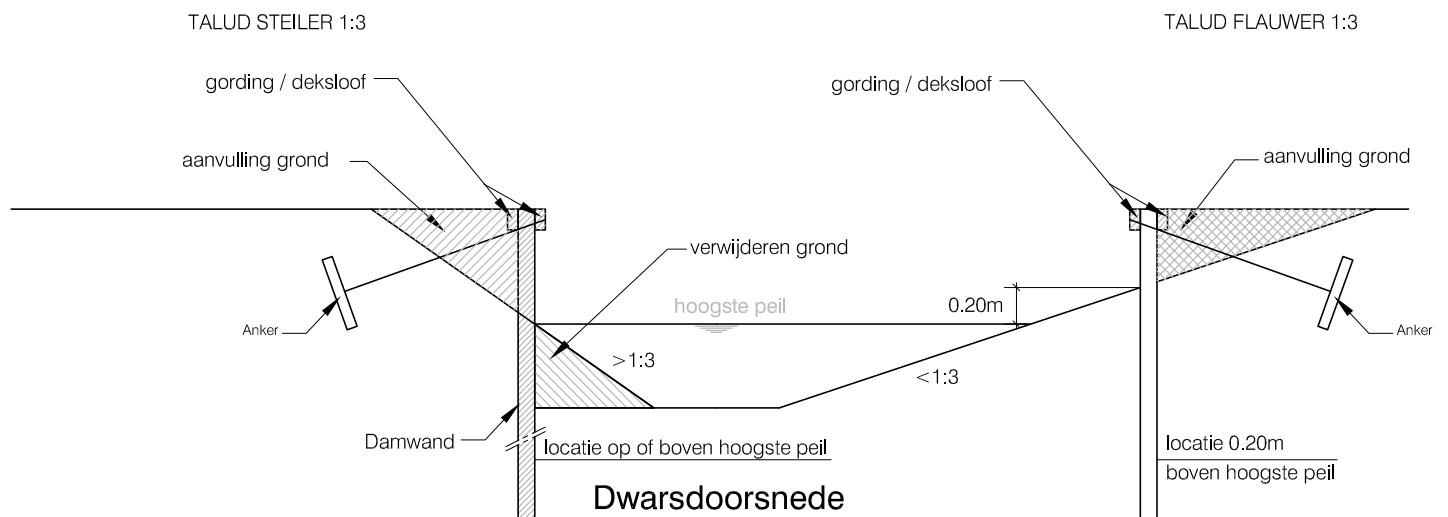 TALUD STEILER 1:3
TALUD FLAUWER 1:3
gording / deksloof
gording / deksloof
aanvulling grond
aanvulling grond
verwijderen grond
hoogste peil
0.20m
Anker
Anker
>1:3
<1:3
Damwand
locatie op of boven hoogste peil
locatie 0.20m
boven hoogste peil
Dwarsdoorsnede